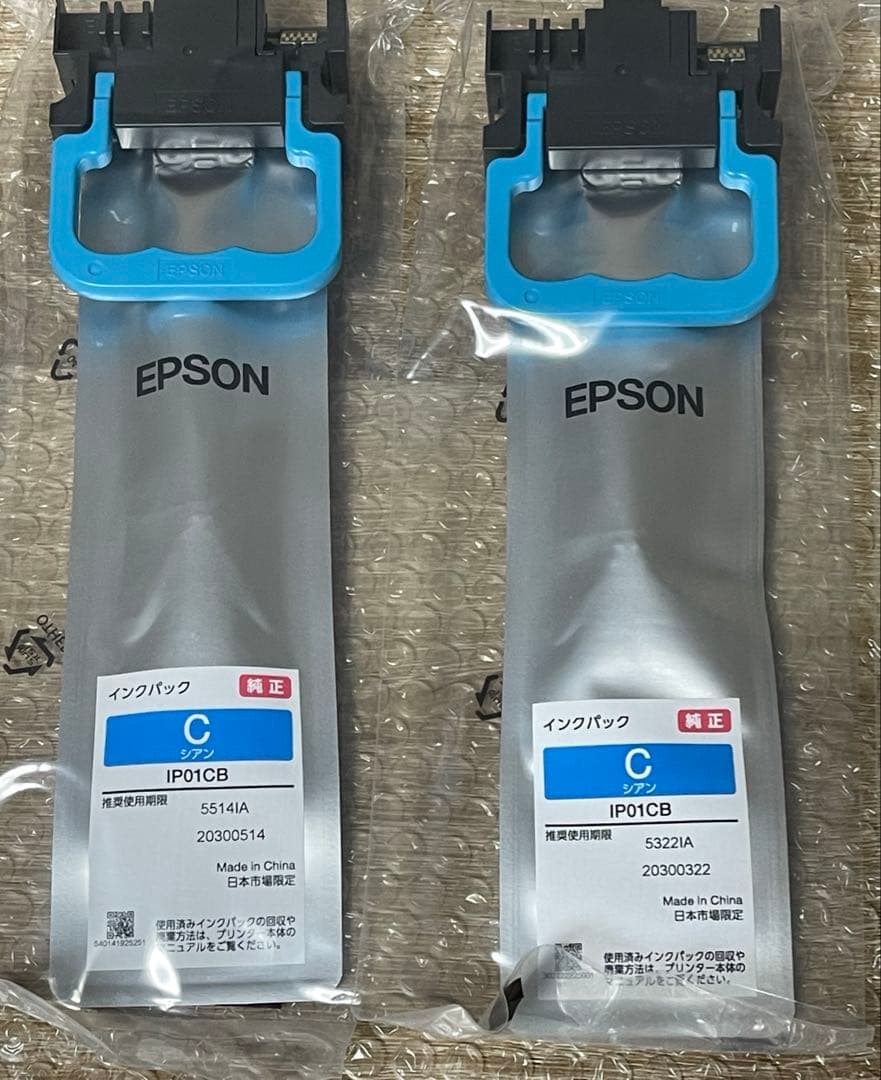 EPSON
C EPSON
EPSON
インクパック 純正
C
シアン
IP01CB
推奨使用期限
5514IA
20300514
Made in China
日本市場限定
540141925251
使用済みインクパックの回収や
廃棄方法は、プリンター本体の
マニュアルをご覧ください。
EPSON
C EPSON
EPSON
インクパック 純正
C
シアン
IP01CB
推奨使用期限
5322IA
20300322
Made in China
日本市場限定
使用済みインクパックの回収や
廃棄方法は、プリンター本体の
マニュアルをご覧ください。